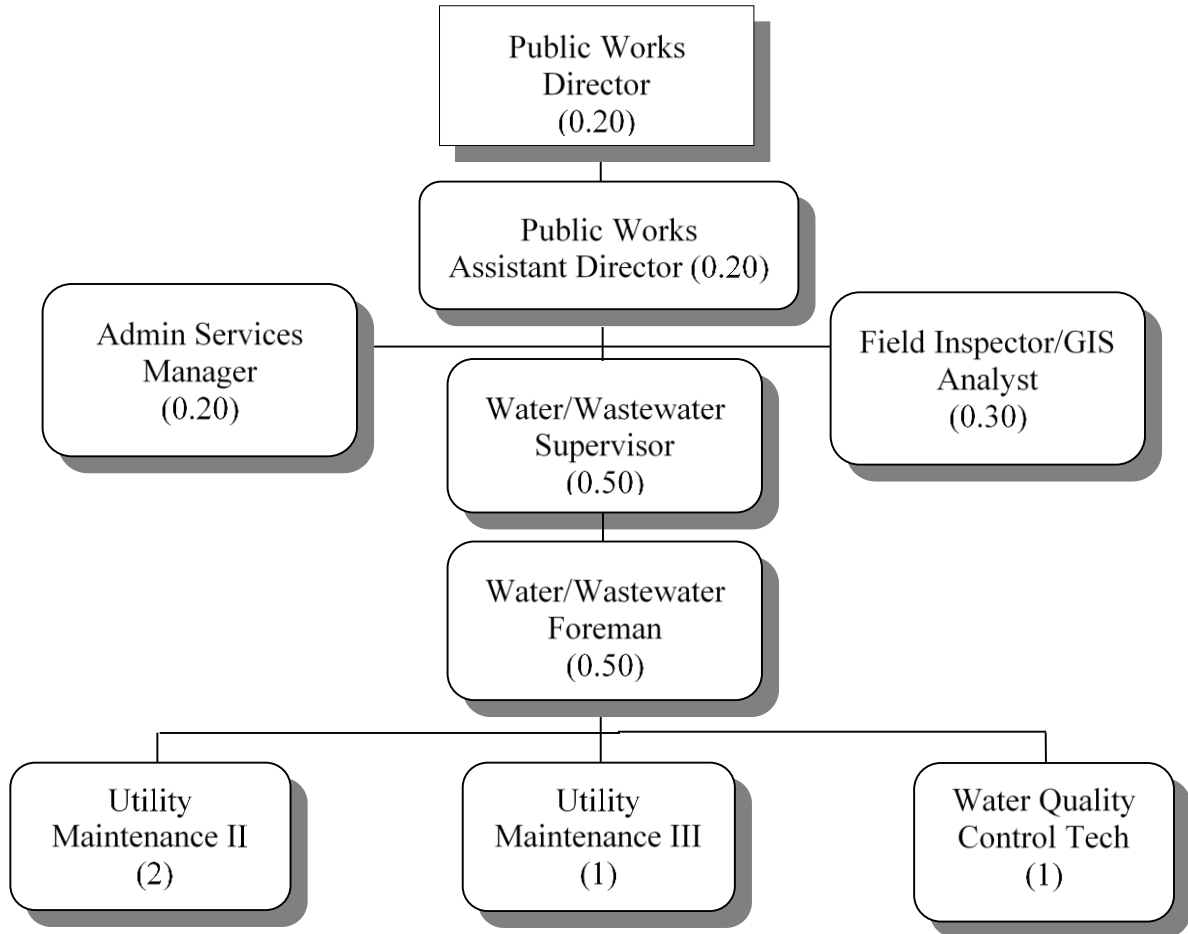 Public Works
Director
(0.20)
Public Works
Assistant Director (0.20)
Admin Services
Manager
(0.20)
Field Inspector/GIS
Analyst
(0.30)
Water/Wastewater
Supervisor
(0.50)
Water/Wastewater
Foreman
(0.50)
Utility
Maintenance II
(2)
Utility
Maintenance III
(1)
Water Quality
Control Tech
(1)